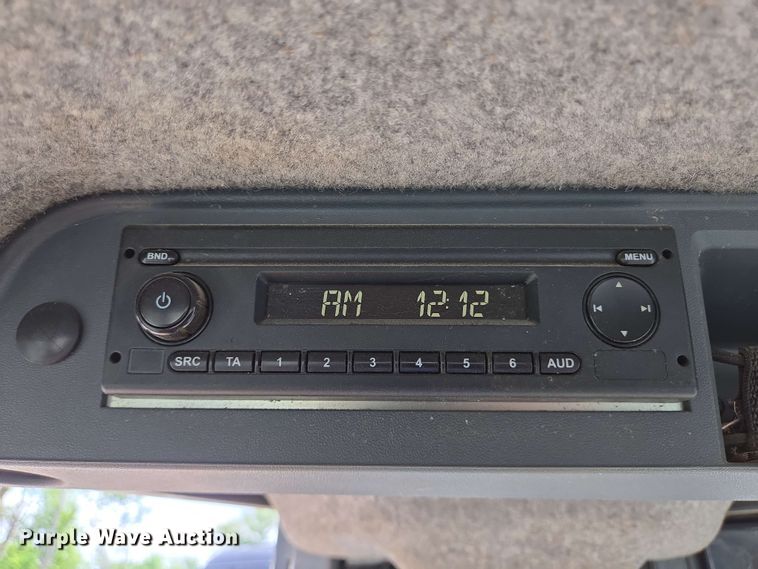 BND
MENU
AM 12:12
SRC TA 1 2 3 4 5 6 AUD
Purple Wave Auction